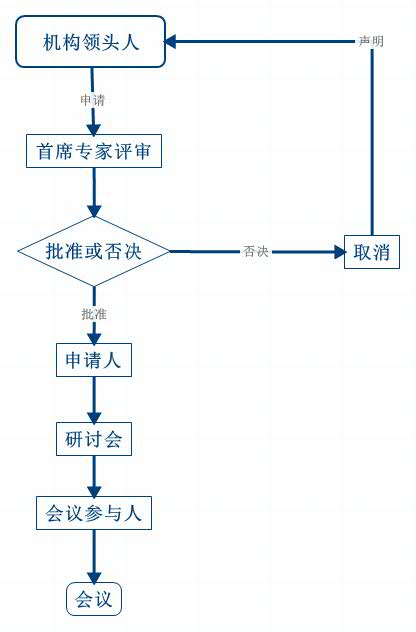 机构领头人
声明
申请
首席专家评审
批准或否决
否决
取消
批准
申请人
研讨会
会议参与人
会议